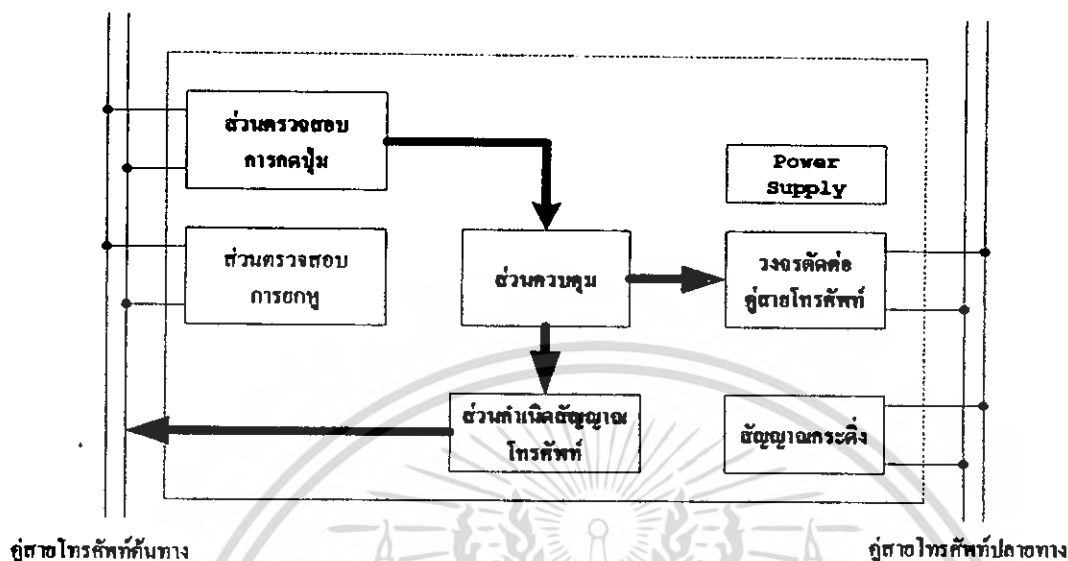 ส่วนตรวจสอบ
การกดปุ่ม
Power
Supply
ส่วนตรวจสอบ
การยกหู
ส่วนควบคุม
วงจรตัดต่อ
คู่สายโทรศัพท์
ส่วนกำเนิดสัญญาณ
โทรศัพท์
สัญญาณกระดิ่ง
คู่สายโทรศัพท์ต้นทาง
คู่สายโทรศัพท์ปลายทาง